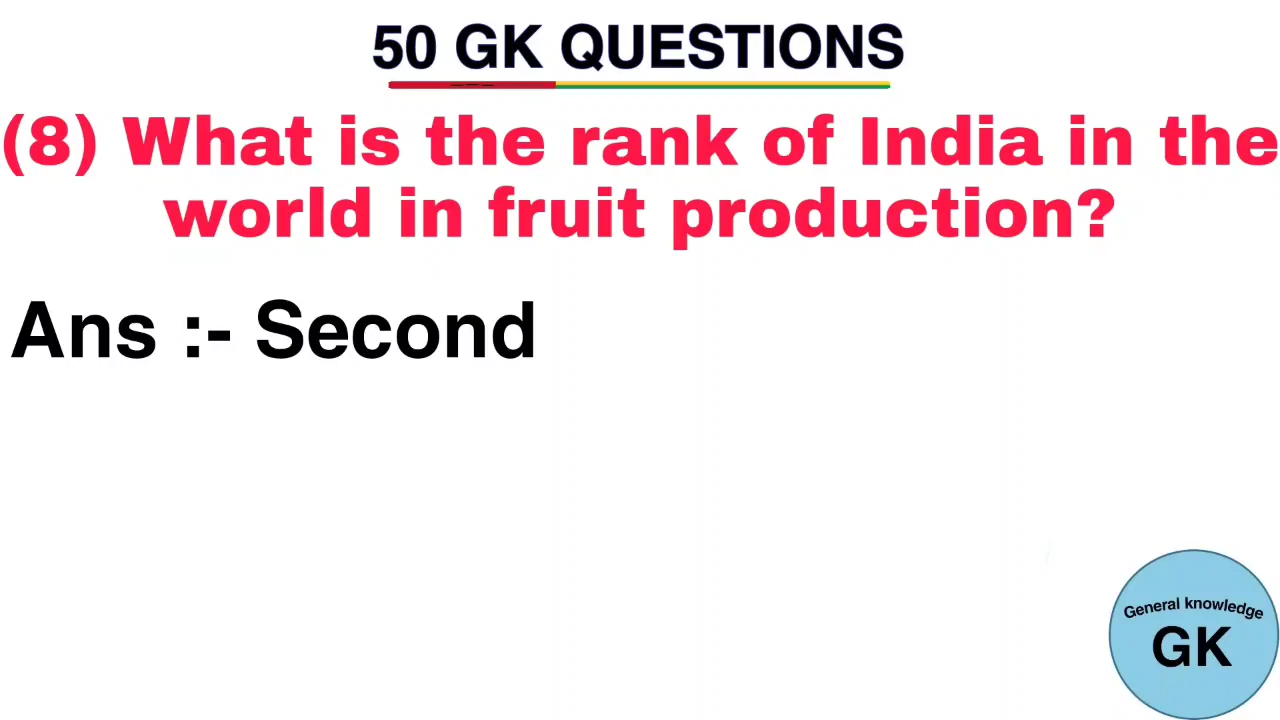 50 GK QUESTIONS
(8) What is the rank of India in the
world in fruit production?
Ans :- Second
General knowledge
GK